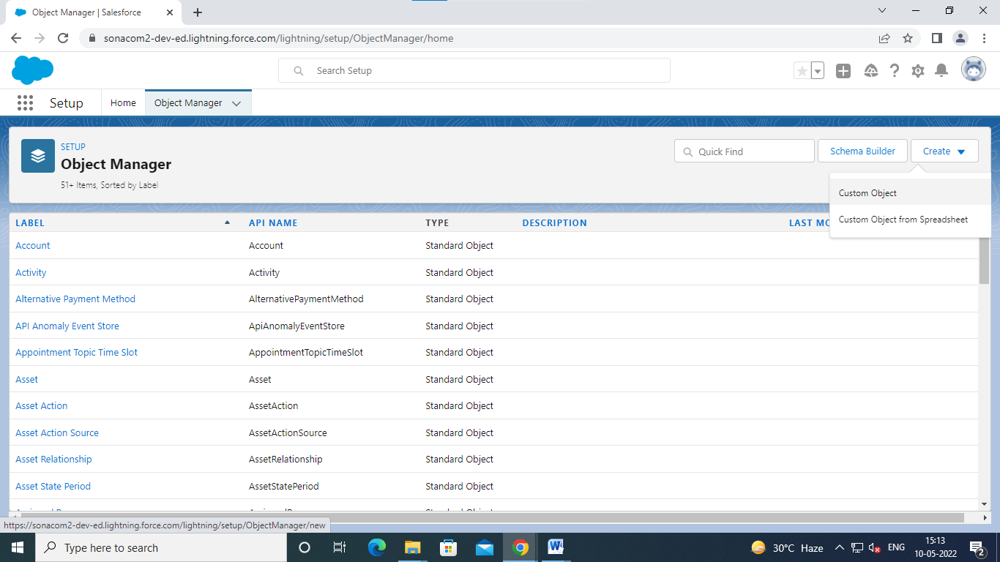 Object Manager | Salesforce
sonacom2-dev-ed.lightning.force.com/lightning/setup/ObjectManager/home
Search Setup
Setup
Home
Object Manager
SETUP
Object Manager
51+ Items, Sorted by Label
Quick Find
Schema Builder
Create
Custom Object
Custom Object from Spreadsheet
LABEL API NAME TYPE DESCRIPTION LAST
Account Account Standard Object
Activity Activity Standard Object
Alternative Payment Method AlternativePaymentMethod Standard Object
API Anomaly Event Store ApiAnomalyEventStore Standard Object
Appointment Topic Time Slot AppointmentTopicTimeSlot Standard Object
Asset Asset Standard Object
Asset Action AssetAction Standard Object
Asset Action Source AssetActionSource Standard Object
Asset Relationship AssetRelationship Standard Object
Asset State Period AssetStatePeriod Standard Object
https://sonacom2-dev-ed.lightning.force.com/lightning/setup/ObjectManager/new
Type here to search
30°C Haze
ENG
15:13
10-05-2022
2